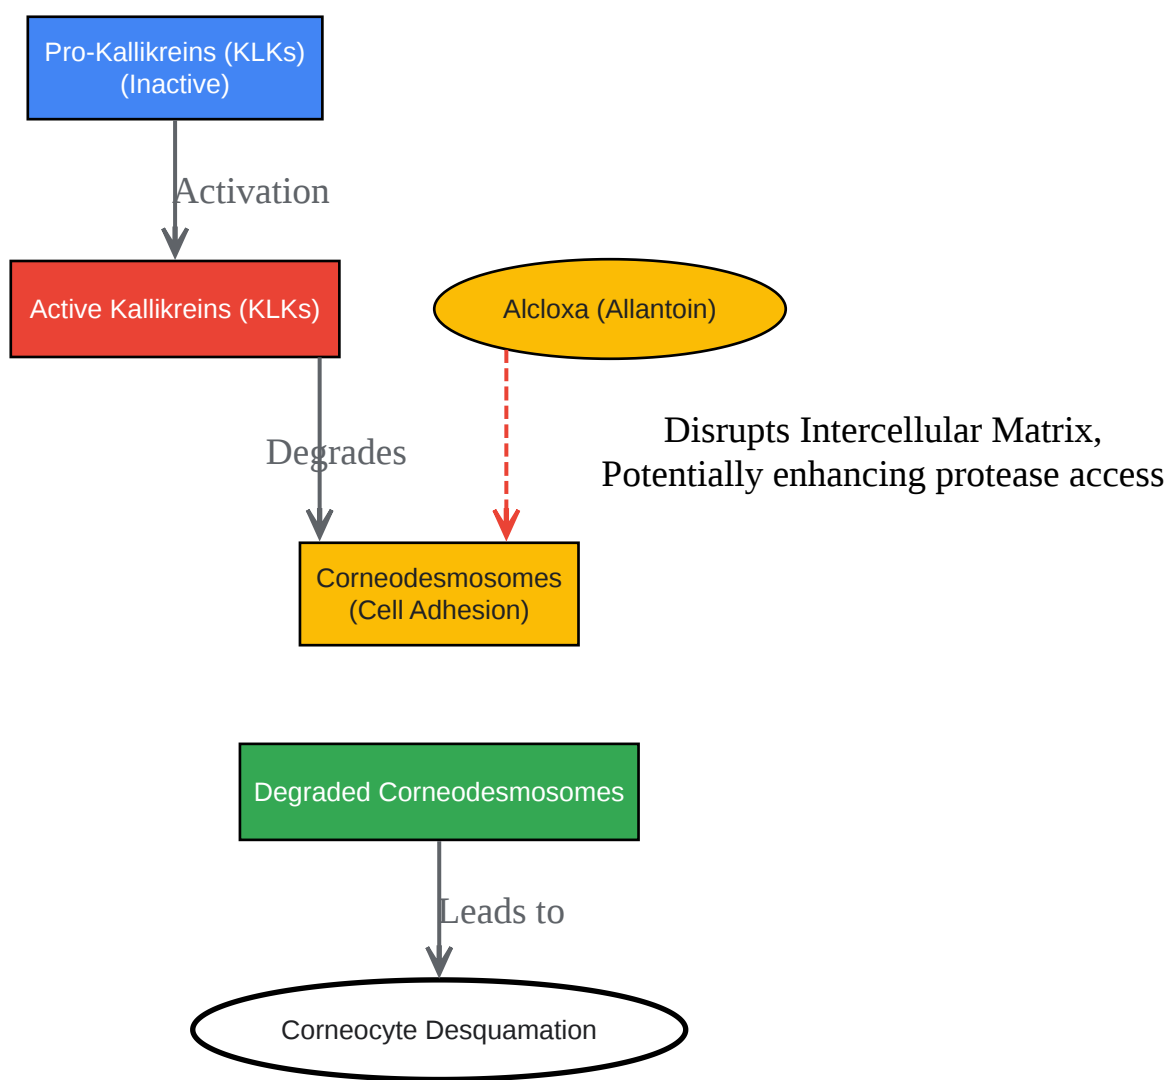 Pro-Kallikreins (KLKs)
(Inactive)
Activation
Active Kallikreins (KLKs)
Alcloxa (Allantoin)
Degrades
Disrupts Intercellular Matrix,
Potentially enhancing protease access
Corneodesmosomes
(Cell Adhesion)
Degraded Corneodesmosomes
Leads to
Corneocyte Desquamation